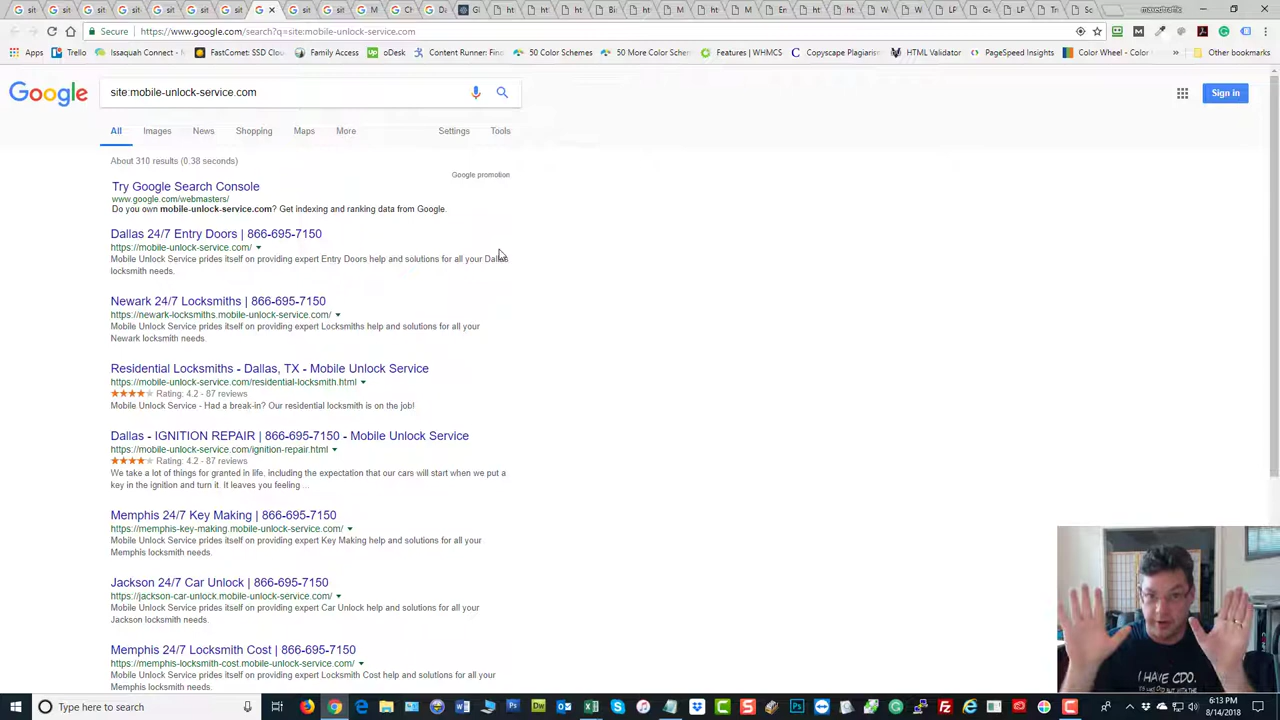 Secure
https://www.google.com/search?q=site:mobile-unlock-service.com
Apps
Trello
Issaquah Connect - H
FastComet: SSD Clou
Family Access
oDesk
Content Runner: Fin
50 Color Schemes
50 More Color Schem
Features | WHMCS
Copyscape Plagiarism
HTML Validator
PageSpeed Insights
Color Wheel - Color
Other bookmarks
Google
site:mobile-unlock-service.com
Sign in
All
Images
News
Shopping
Maps
More
Settings
Tools
About 310 results (0.38 seconds)
Google promotion
Try Google Search Console
www.google.com/webmasters/
Do you own mobile-unlock-service.com? Get indexing and ranking data from Google.
Dallas 24/7 Entry Doors | 866-695-7150
https://mobile-unlock-service.com/
Mobile Unlock Service prides itself on providing expert Entry Doors help and solutions for all your Dallas
locksmith needs.
Newark 24/7 Locksmiths | 866-695-7150
https://newark-locksmiths.mobile-unlock-service.com/
Mobile Unlock Service prides itself on providing expert Locksmiths help and solutions for all your
Newark locksmith needs.
Residential Locksmiths - Dallas, TX - Mobile Unlock Service
https://mobile-unlock-service.com/residential-locksmith.html
Rating: 4.2 - 87 reviews
Mobile Unlock Service - Had a break-in? Our residential locksmith is on the job!
Dallas - IGNITION REPAIR | 866-695-7150 - Mobile Unlock Service
https://mobile-unlock-service.com/ignition-repair.html
Rating: 4.2 - 87 reviews
We take a lot of things for granted in life, including the expectation that our cars will start when we put a
key in the ignition and turn it. It leaves you feeling ...
Memphis 24/7 Key Making | 866-695-7150
https://memphis-key-making.mobile-unlock-service.com/
Mobile Unlock Service prides itself on providing expert Key Making help and solutions for all your
Memphis locksmith needs.
Jackson 24/7 Car Unlock | 866-695-7150
https://jackson-car-unlock.mobile-unlock-service.com/
Mobile Unlock Service prides itself on providing expert Car Unlock help and solutions for all your
Jackson locksmith needs.
Memphis 24/7 Locksmith Cost | 866-695-7150
https://memphis-locksmith-cost.mobile-unlock-service.com/
Mobile Unlock Service prides itself on providing expert Locksmith Cost help and solutions for all your
Memphis locksmith needs.
I HAVE CDO.
Type here to search
6:13 PM
8/14/2018